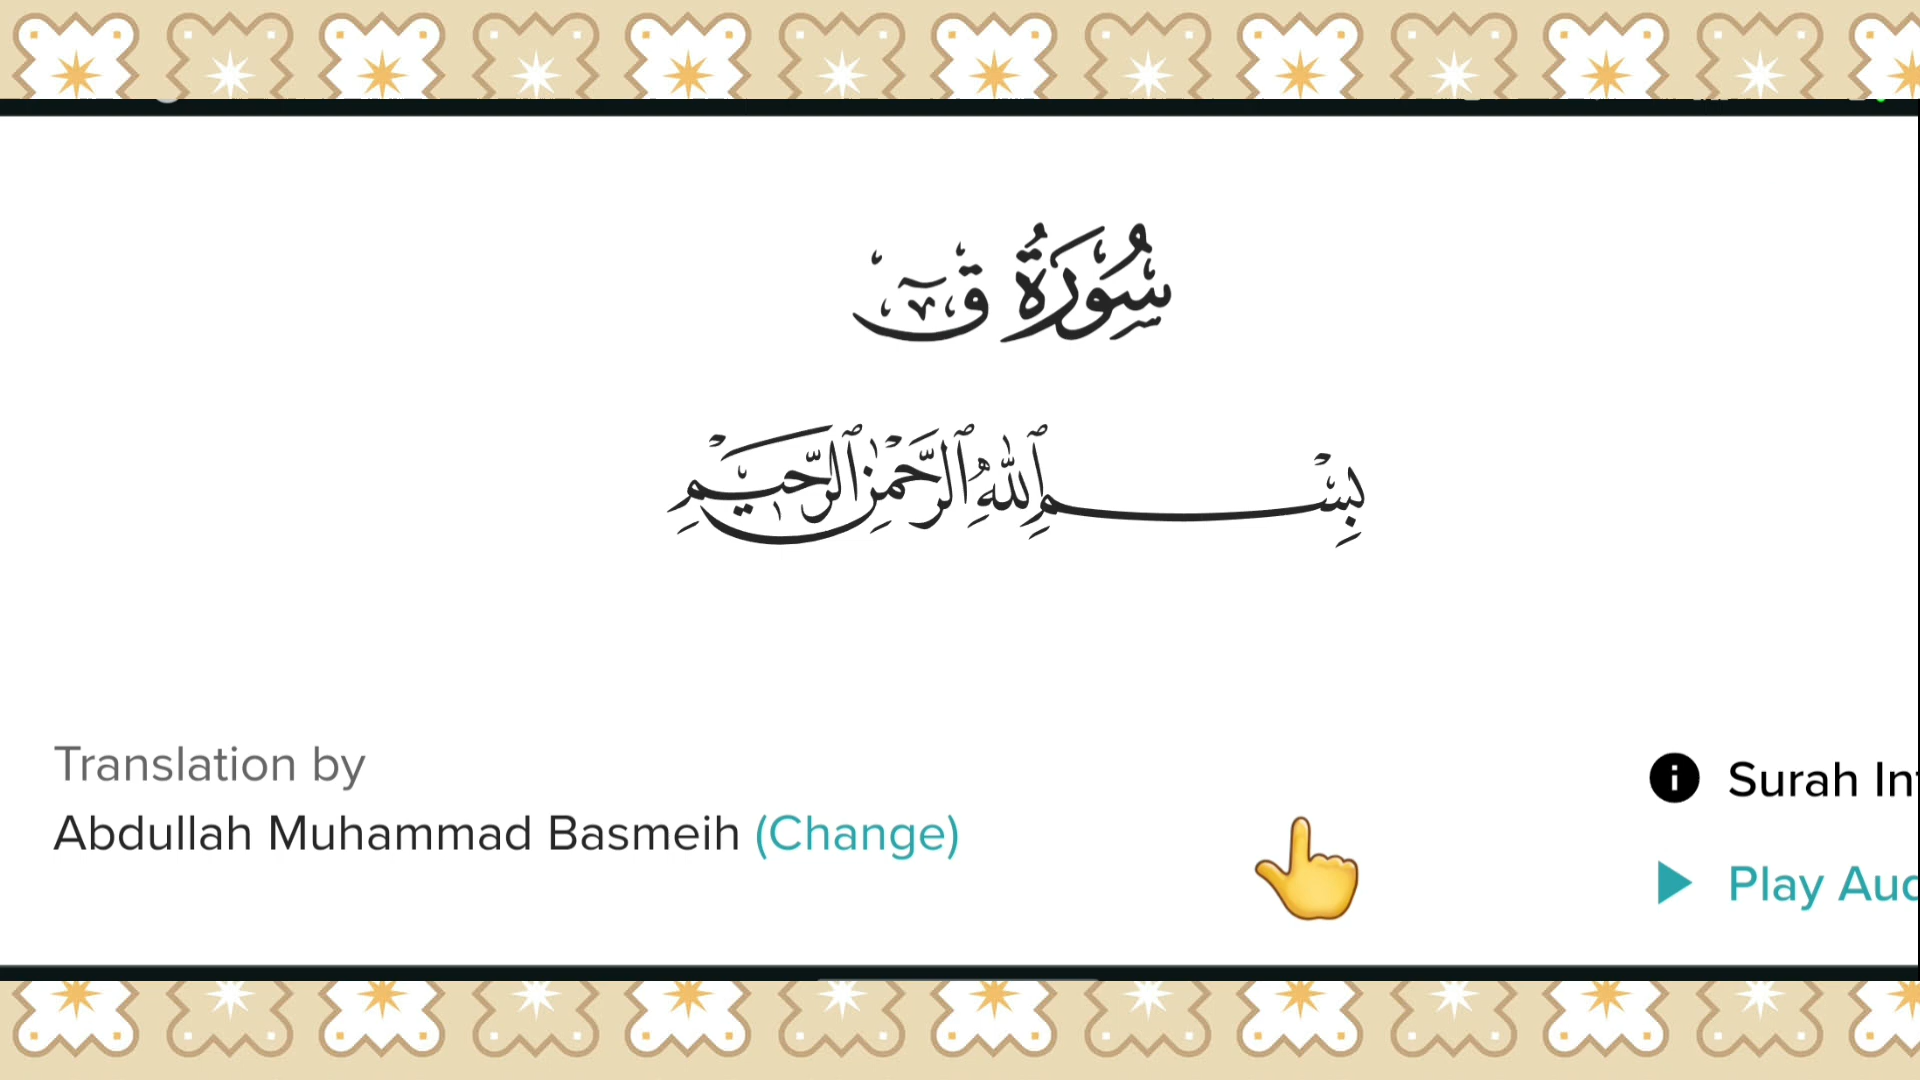 سُورَةُ قٓ
بِسْمِ ٱللَّهِ ٱلرَّحْمَٰنِ ٱلرَّحِيمِ
Translation by
Abdullah Muhammad Basmeih (Change)
Surah In
Play Aud